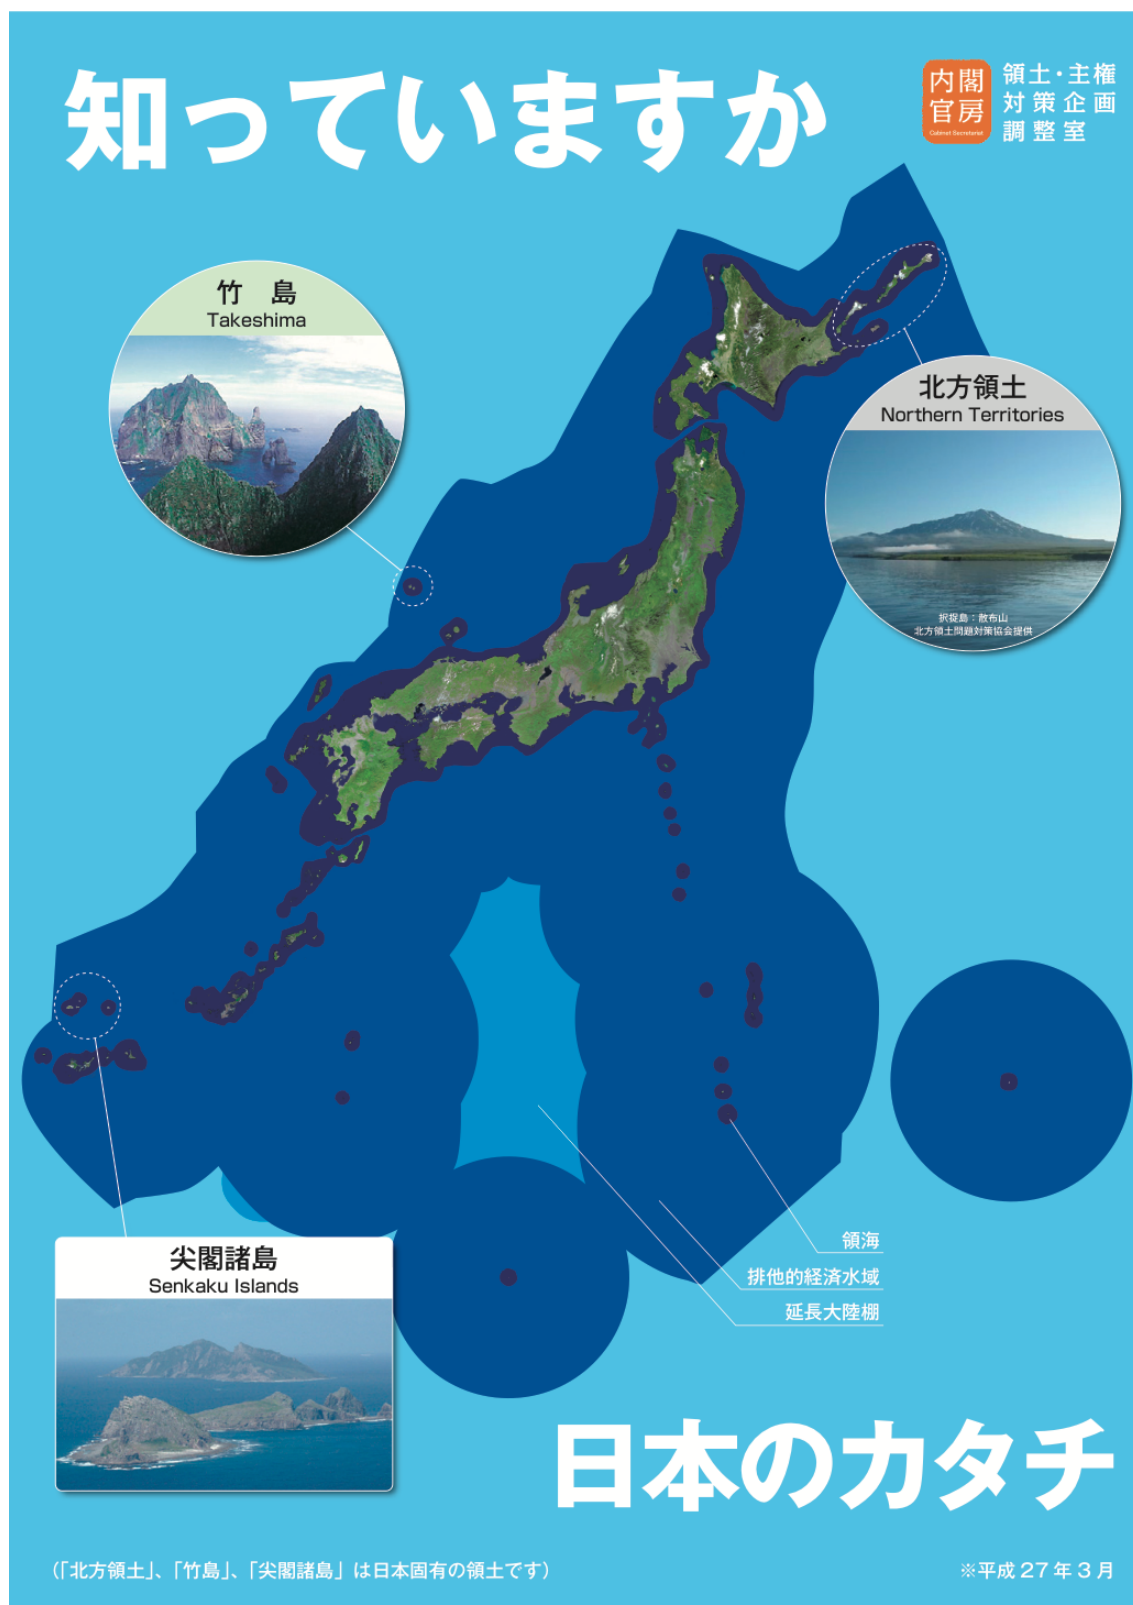 知っていますか
内閣
官房
Cabinet Secretariat
領土・主権
対策企画
調整室
竹 島
Takeshima
北方領土
Northern Territories
択捉島：散布山
北方領土問題対策協会提供
領海
排他的経済水域
延長大陸棚
尖閣諸島
Senkaku Islands
日本のカタチ
（「北方領土」、「竹島」、「尖閣諸島」は日本固有の領土です）
※平成 27 年 3 月